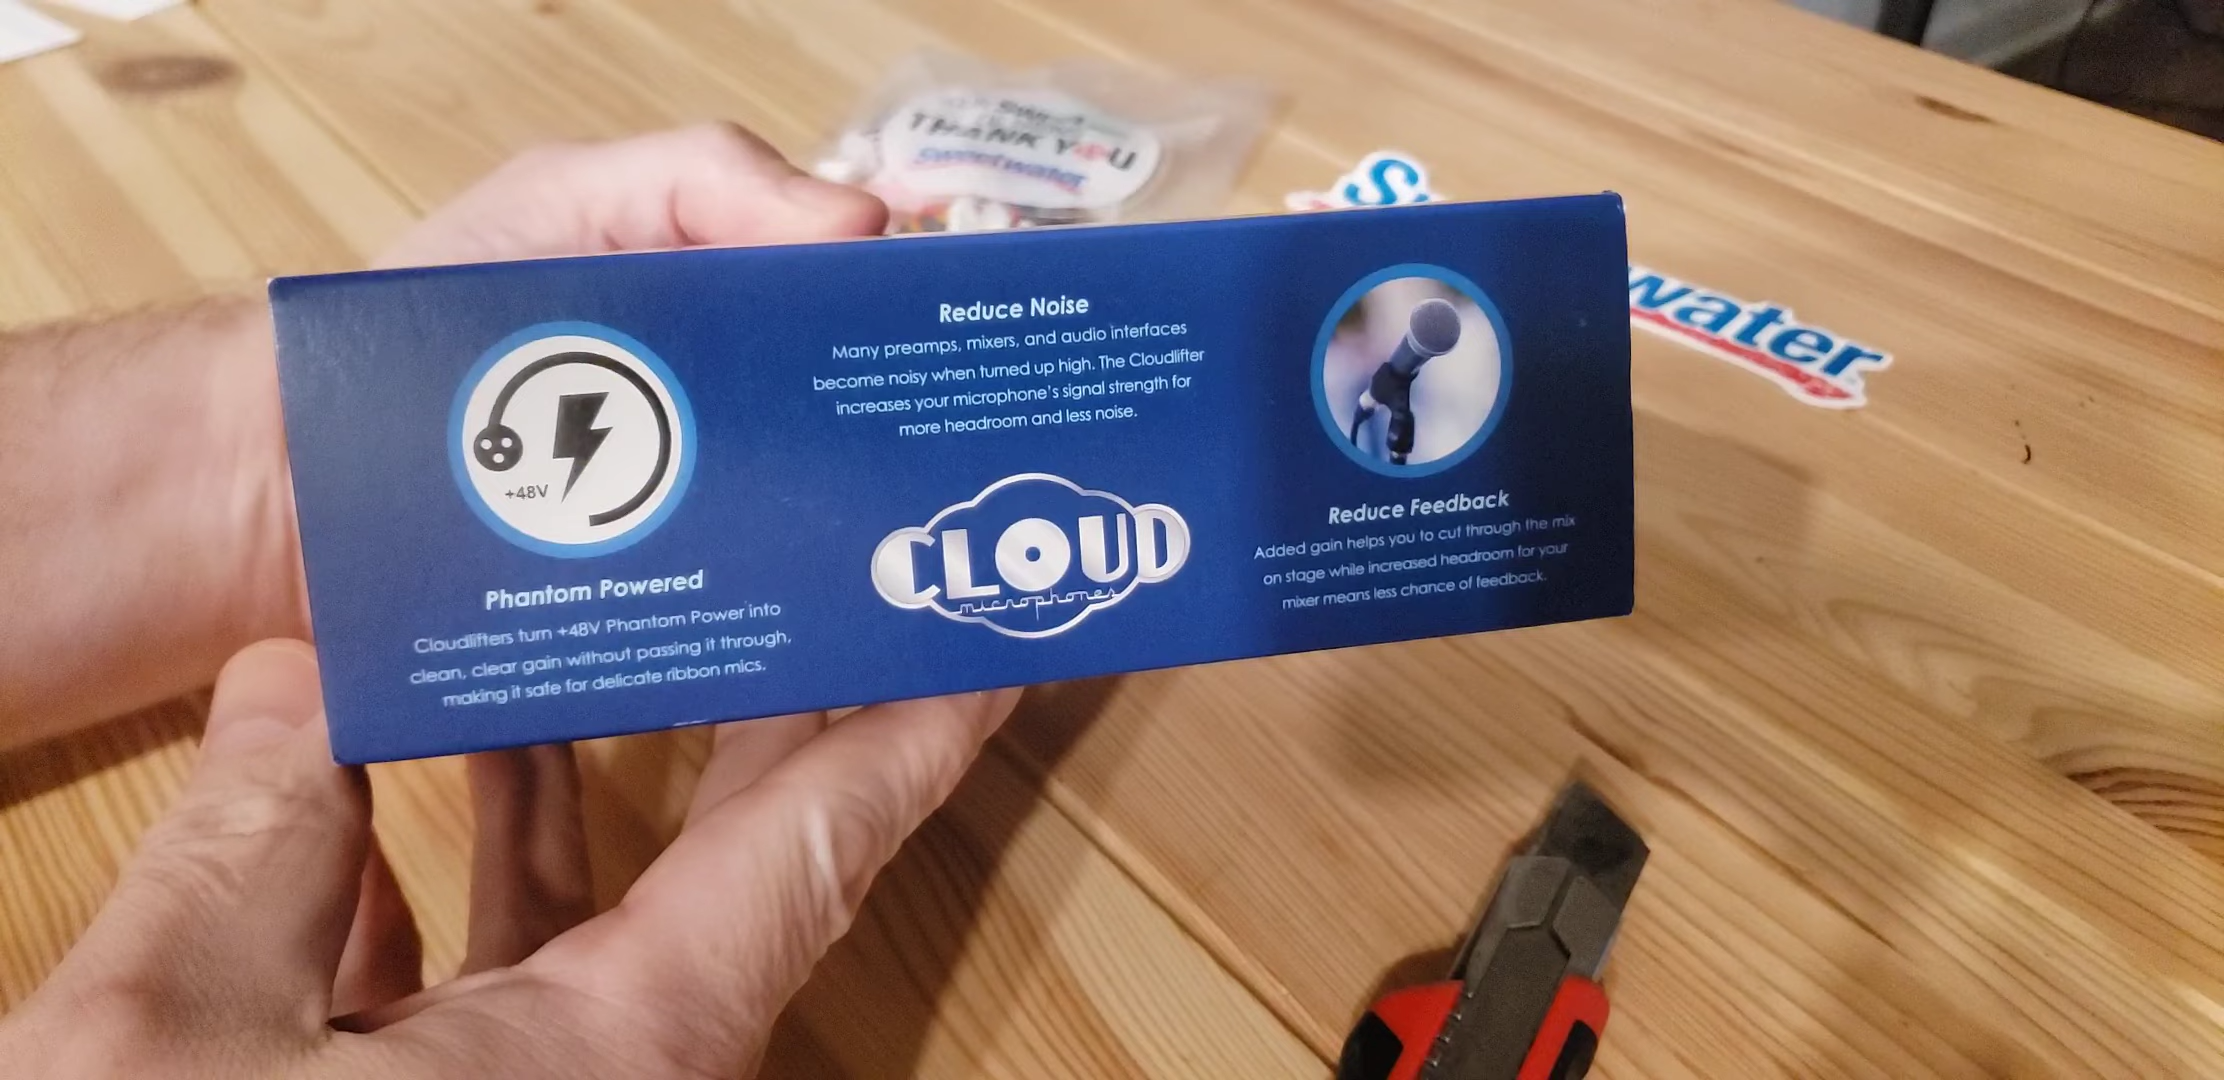 THANK YOU
Sweetwater
S
water
+48V
Phantom Powered
Cloudlifters turn +48V Phantom Power into
clean, clear gain without passing it through,
making it safe for delicate ribbon mics.
Reduce Noise
Many preamps, mixers, and audio interfaces
become noisy when turned up high. The Cloudlifter
increases your microphone's signal strength for
more headroom and less noise.
CLOUD
microphones
Reduce Feedback
Added gain helps you to cut through the mix
on stage while increased headroom for your
mixer means less chance of feedback.